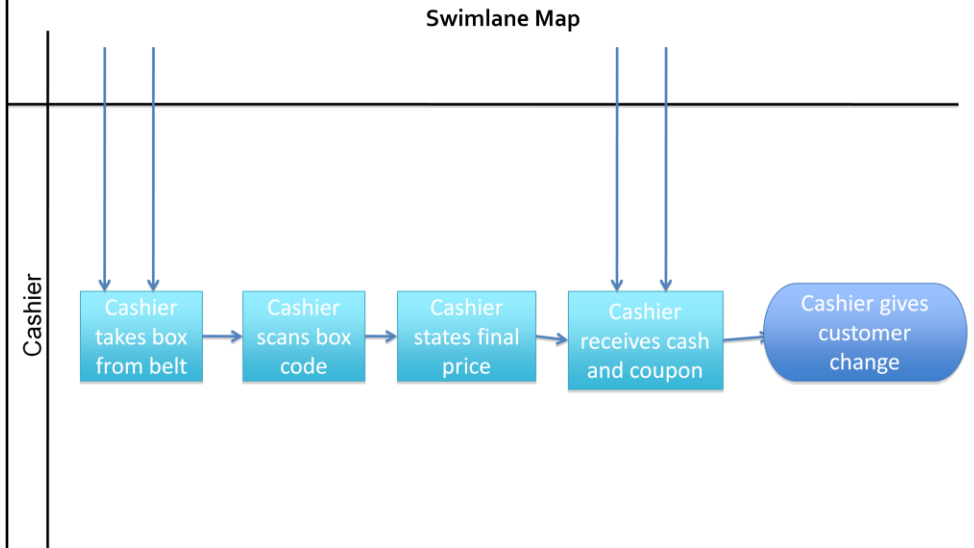 Swimlane Map
Cashier
Cashier
takes box
from belt
Cashier
scans box
code
Cashier
states final
price
Cashier
receives cash
and coupon
Cashier gives
customer
change